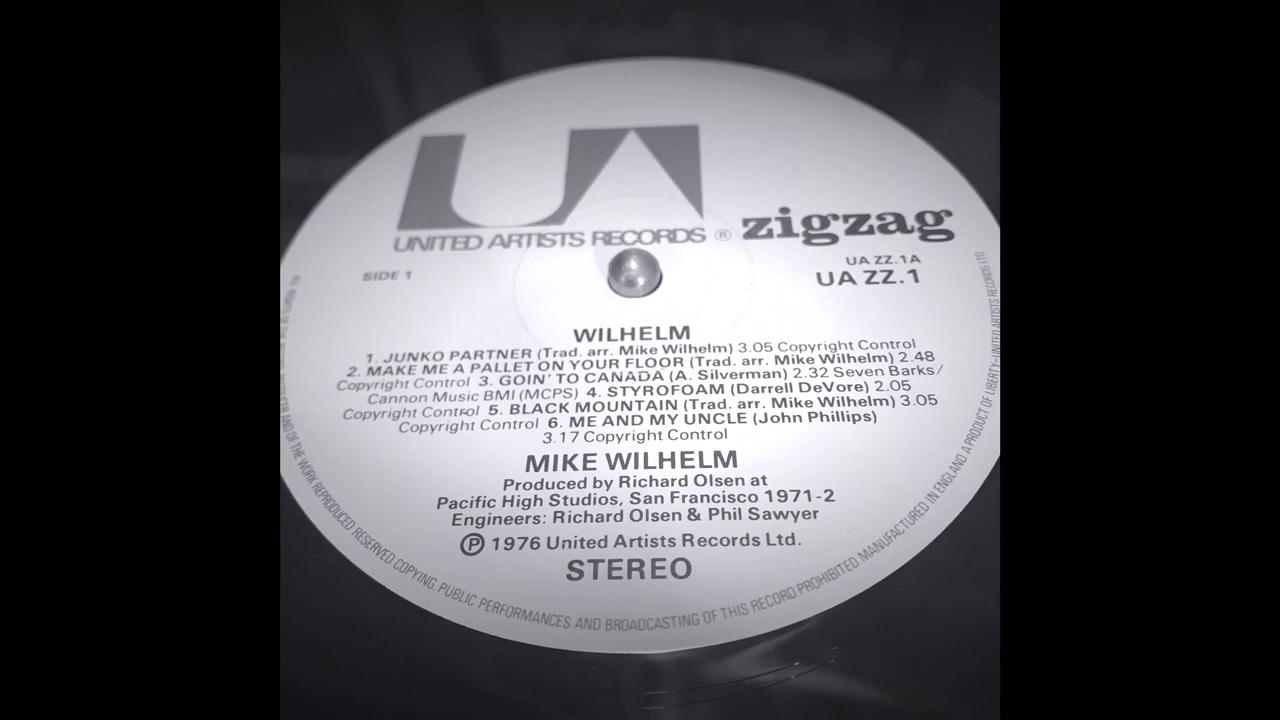 UA
UNITED ARTISTS RECORDS ® zigzag
SIDE 1
UA ZZ.1A
UA ZZ.1
WILHELM
1. JUNKO PARTNER (Trad. arr. Mike Wilhelm) 3.05 Copyright Control
2. MAKE ME A PALLET ON YOUR FLOOR (Trad. arr. Mike Wilhelm) 2.48
Copyright Control 3. GOIN' TO CANADA (A. Silverman) 2.32 Seven Barks/
Cannon Music BMI (MCPS) 4. STYROFOAM (Darrell DeVore) 2.05
Copyright Control 5. BLACK MOUNTAIN (Trad. arr. Mike Wilhelm) 3.05
Copyright Control 6. ME AND MY UNCLE (John Phillips)
3.17 Copyright Control
MIKE WILHELM
Produced by Richard Olsen at
Pacific High Studios, San Francisco 1971-2
Engineers: Richard Olsen & Phil Sawyer
Ⓟ 1976 United Artists Records Ltd.
STEREO
OF THE WORK REPRODUCED RESERVED COPYING, PUBLIC PERFORMANCES AND BROADCASTING OF THIS RECORD PROHIBITED MANUFACTURED IN ENGLAND A PRODUCT OF LIBERTY-UNITED ARTISTS RECORDS LTD